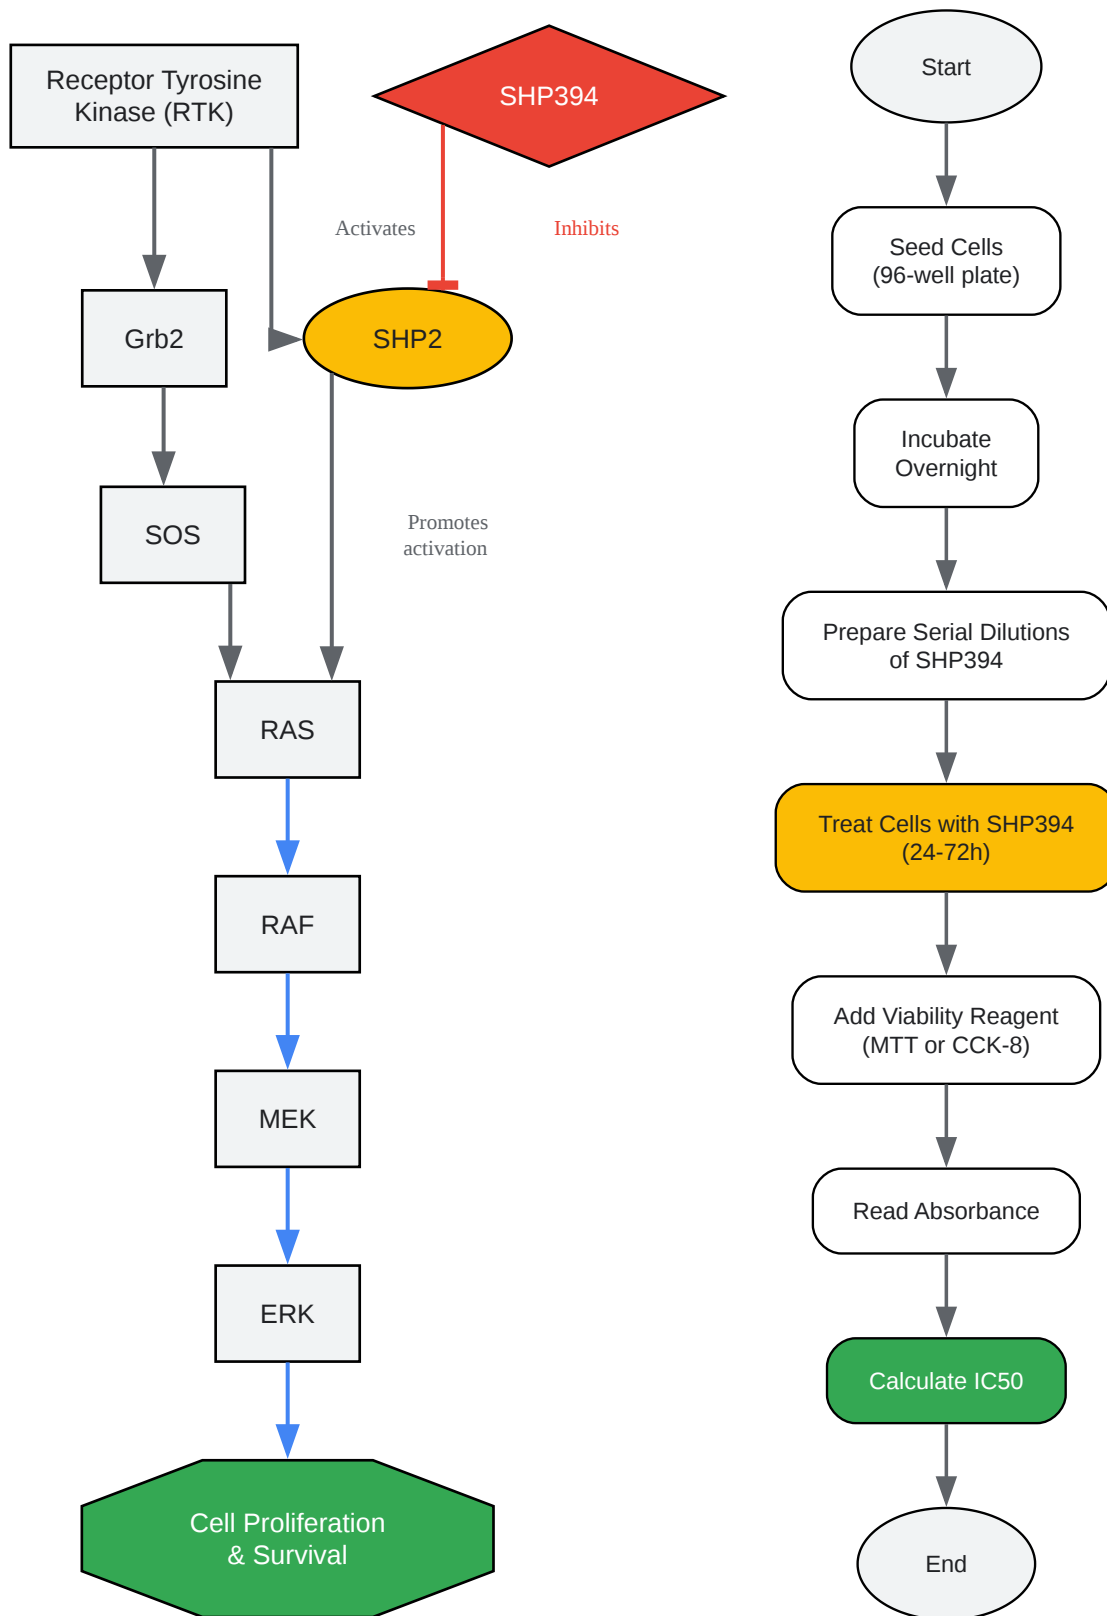 Receptor Tyrosine
Kinase (RTK)
SHP394
Activates
Inhibits
Grb2
SHP2
SOS
Promotes
activation
RAS
RAF
MEK
ERK
Cell Proliferation
& Survival
Start
Seed Cells
(96-well plate)
Incubate
Overnight
Prepare Serial Dilutions
of SHP394
Treat Cells with SHP394
(24-72h)
Add Viability Reagent
(MTT or CCK-8)
Read Absorbance
Calculate IC50
End